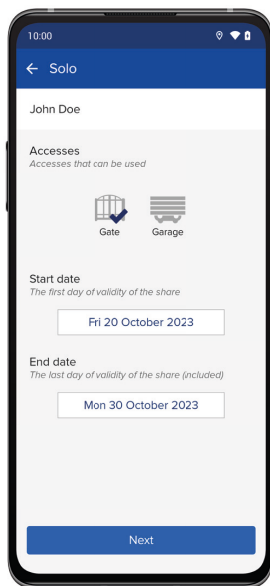 10:00
Solo
John Doe
Accesses
Accesses that can be used
Gate Garage
Start date
The first day of validity of the share
Fri 20 October 2023
End date
The last day of validity of the share (included)
Mon 30 October 2023
Next